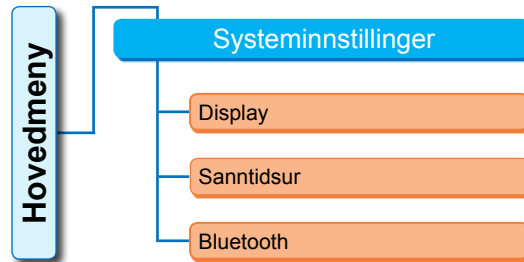 Hovedmeny
Systeminnstillinger
Display
Sanntidsur
Bluetooth